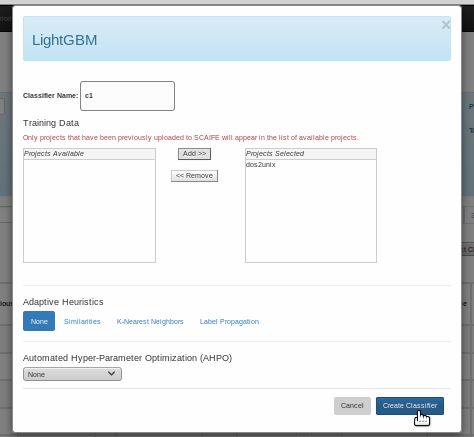 LightGBM
×
Classifier Name: c1
Training Data
Only projects that have been previously uploaded to SCAIFE will appear in the list of available projects.
Projects Available
Add >>
Projects Selected
dos2unix
<< Remove
Adaptive Heuristics
None Similarities K-Nearest Neighbors Label Propagation
Automated Hyper-Parameter Optimization (AHPO)
None
Cancel Create Classifier